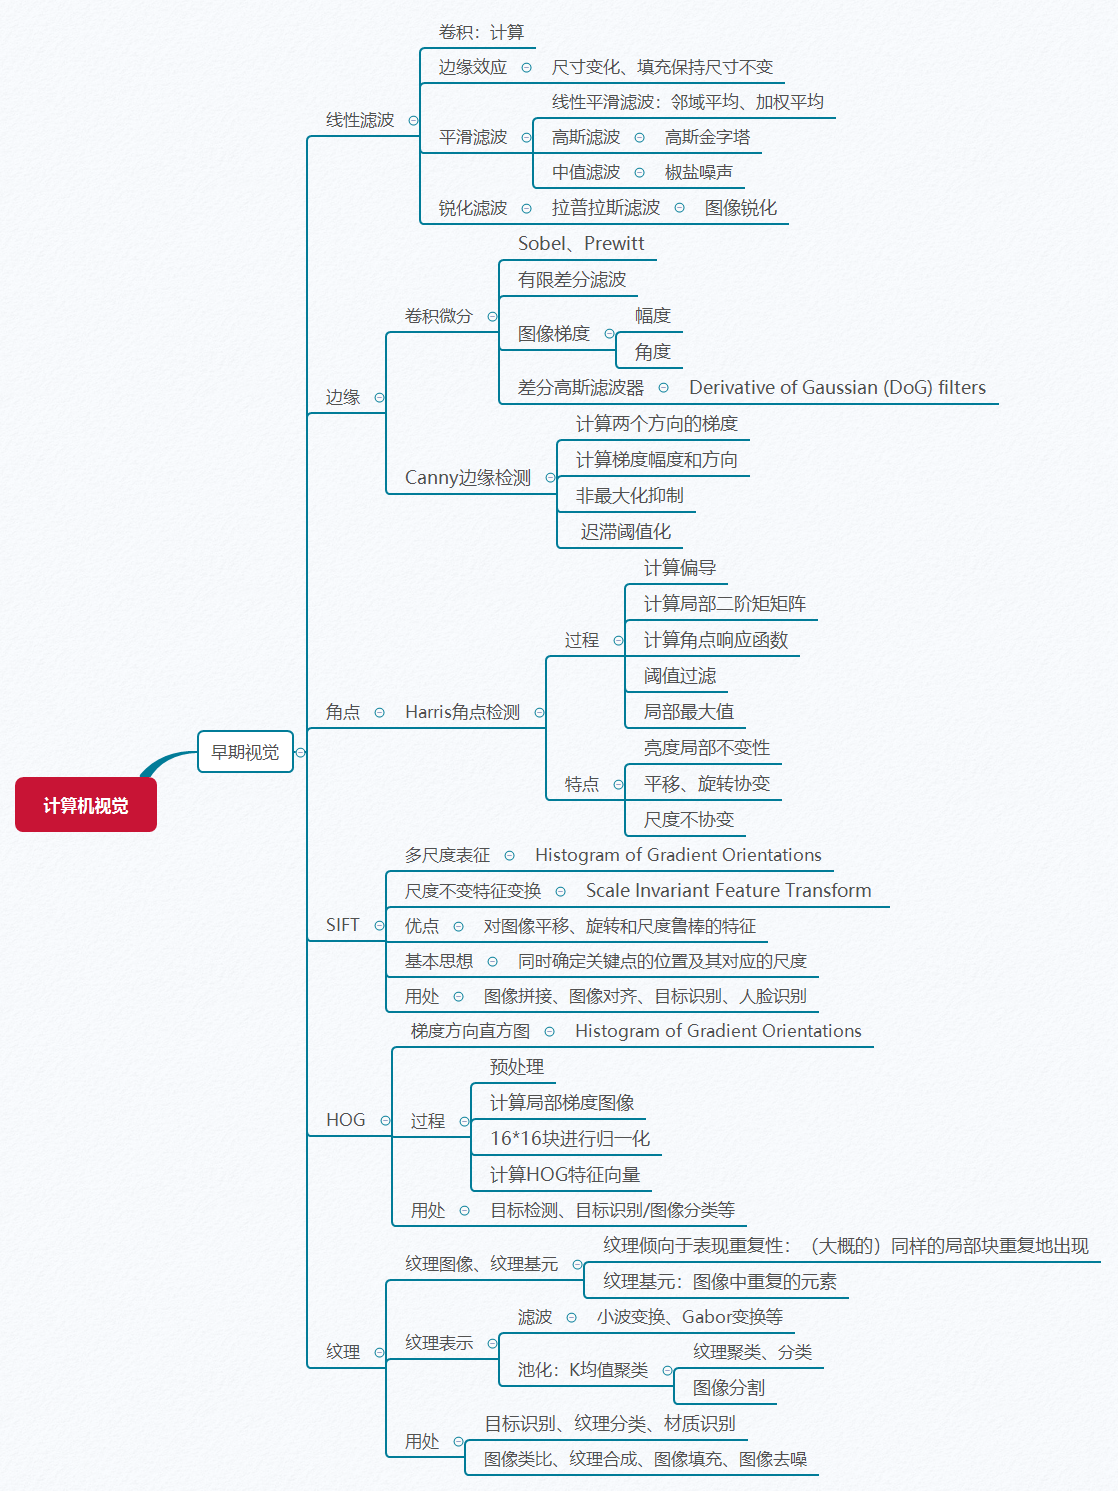 计算机视觉
早期视觉
线性滤波
卷积：计算
边缘效应
尺寸变化、填充保持尺寸不变
平滑滤波
线性平滑滤波：邻域平均、加权平均
高斯滤波
高斯金字塔
中值滤波
椒盐噪声
锐化滤波
拉普拉斯滤波
图像锐化
边缘
卷积微分
Sobel、Prewitt
有限差分滤波
图像梯度
幅度
角度
差分高斯滤波器
Derivative of Gaussian (DoG) filters
Canny边缘检测
计算两个方向的梯度
计算梯度幅度和方向
非最大化抑制
迟滞阈值化
角点
Harris角点检测
过程
计算偏导
计算局部二阶矩矩阵
计算角点响应函数
阈值过滤
局部最大值
特点
亮度局部不变性
平移、旋转协变
尺度不协变
SIFT
多尺度表征
Histogram of Gradient Orientations
尺度不变特征变换
Scale Invariant Feature Transform
优点
对图像平移、旋转和尺度鲁棒的特征
基本思想
同时确定关键点的位置及其对应的尺度
用处
图像拼接、图像对齐、目标识别、人脸识别
HOG
梯度方向直方图
Histogram of Gradient Orientations
过程
预处理
计算局部梯度图像
16*16块进行归一化
计算HOG特征向量
用处
目标检测、目标识别/图像分类等
纹理
纹理图像、纹理基元
纹理倾向于表现重复性：（大概的）同样的局部块重复地出现
纹理基元：图像中重复的元素
纹理表示
滤波
小波变换、Gabor变换等
池化：K均值聚类
纹理聚类、分类
图像分割
用处
目标识别、纹理分类、材质识别
图像类比、纹理合成、图像填充、图像去噪